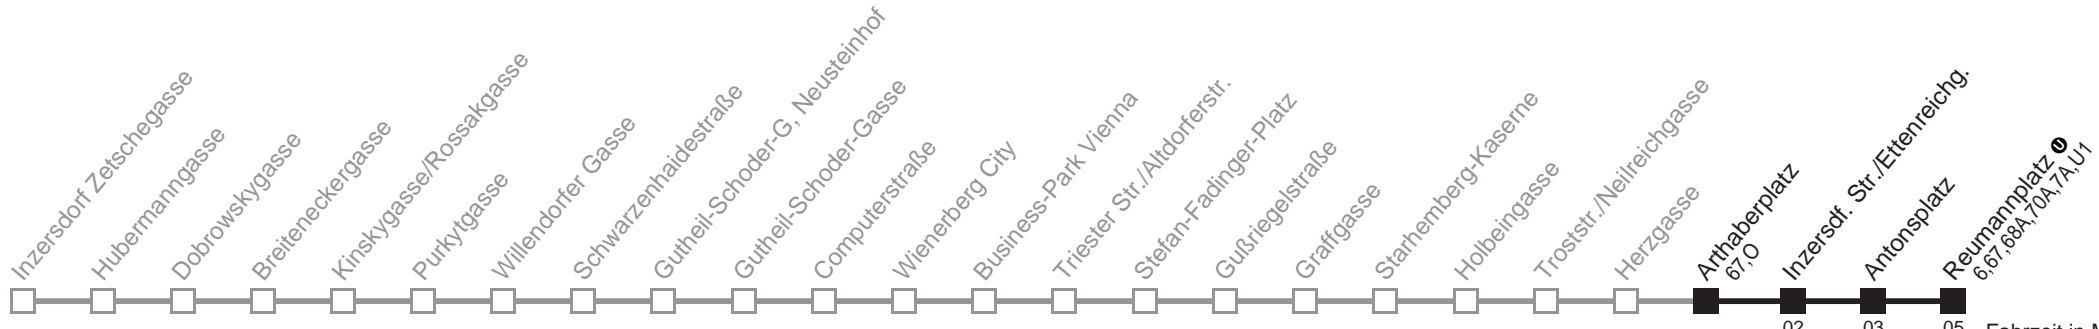 Inzersdorf Zetschegasse
Hubermanngasse
Dobrowskygasse
Breiteneckergasse
Kinskygasse/Rossakgasse
Purkytgasse
Willendorfer Gasse
Schwarzenhaidestraße
Gutheil-Schoder-G, Neusteinhof
Gutheil-Schoder-Gasse
Computerstraße
Wienerberg City
Business-Park Vienna
Triester Str./Altdorferstr.
Stefan-Fadinger-Platz
Gußriegelstraße
Graffgasse
Starhemberg-Kaserne
Holbeingasse
Troststr./Neilreichgasse
Herzgasse
Arthaberplatz
67,O
Inzersdf. Str./Ettenreichg.
Antonsplatz
Reumannplatz U
6,67,68A,70A,7A,U1
02 03 05 Fahrzeit in